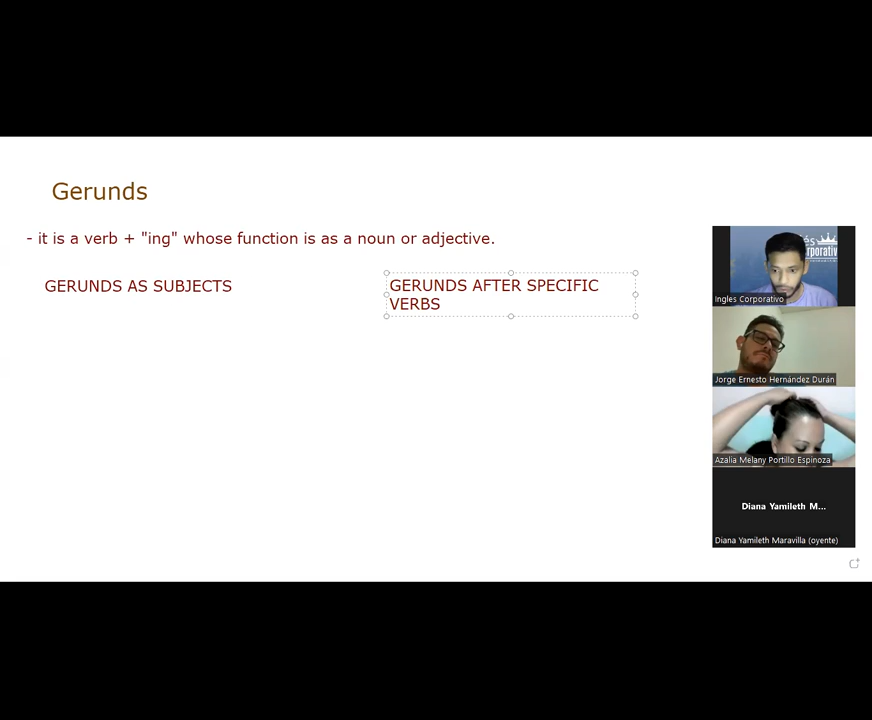 Gerunds
- it is a verb + "ing" whose function is as a noun or adjective.
GERUNDS AS SUBJECTS
GERUNDS AFTER SPECIFIC
VERBS
Ingles Corporativo
Jorge Ernesto Hernández Durán
Azalia Melany Portillo Espinoza
Diana Yamileth M...
Diana Yamileth Maravilla (oyente)